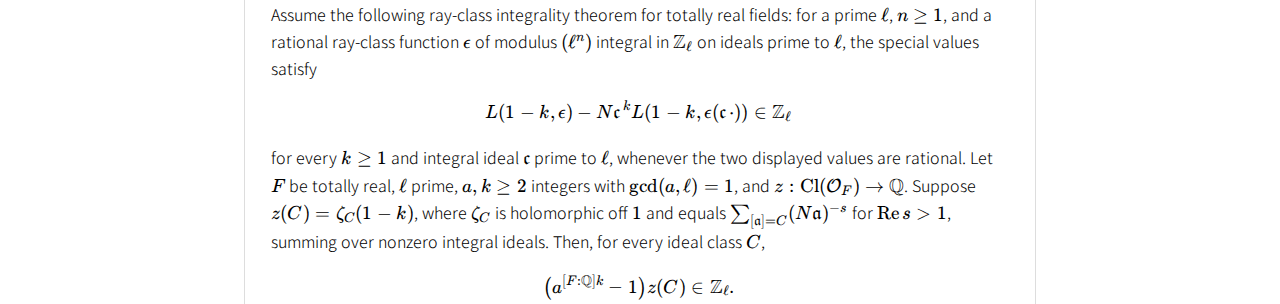 Assume the following ray-class integrality theorem for totally real fields: for a prime ℓ, n ≥ 1, and a
rational ray-class function ϵ of modulus (ℓⁿ) integral in ℤ_ℓ on ideals prime to ℓ, the special values
satisfy
L(1 − k, ϵ) − N𝔠ᵏL(1 − k, ϵ(𝔠 ·)) ∈ ℤ_ℓ
for every k ≥ 1 and integral ideal 𝔠 prime to ℓ, whenever the two displayed values are rational. Let
F be totally real, ℓ prime, a, k ≥ 2 integers with gcd(a, ℓ) = 1, and z : Cl(𝒪_F) → ℚ. Suppose
z(C) = ζ_C(1 − k), where ζ_C is holomorphic off 1 and equals ∑_{[𝔞]=C}(N𝔞)^{−s} for Re s > 1,
summing over nonzero integral ideals. Then, for every ideal class C,
(a^{[F:ℚ]k} − 1)z(C) ∈ ℤ_ℓ.